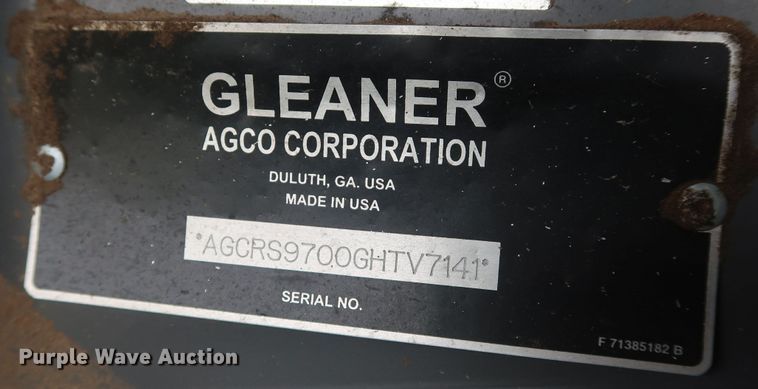 GLEANER®
AGCO CORPORATION
DULUTH, GA. USA
MADE IN USA
*AGCRS9700GHTV7141*
SERIAL NO.
F 71385182 B
Purple Wave Auction